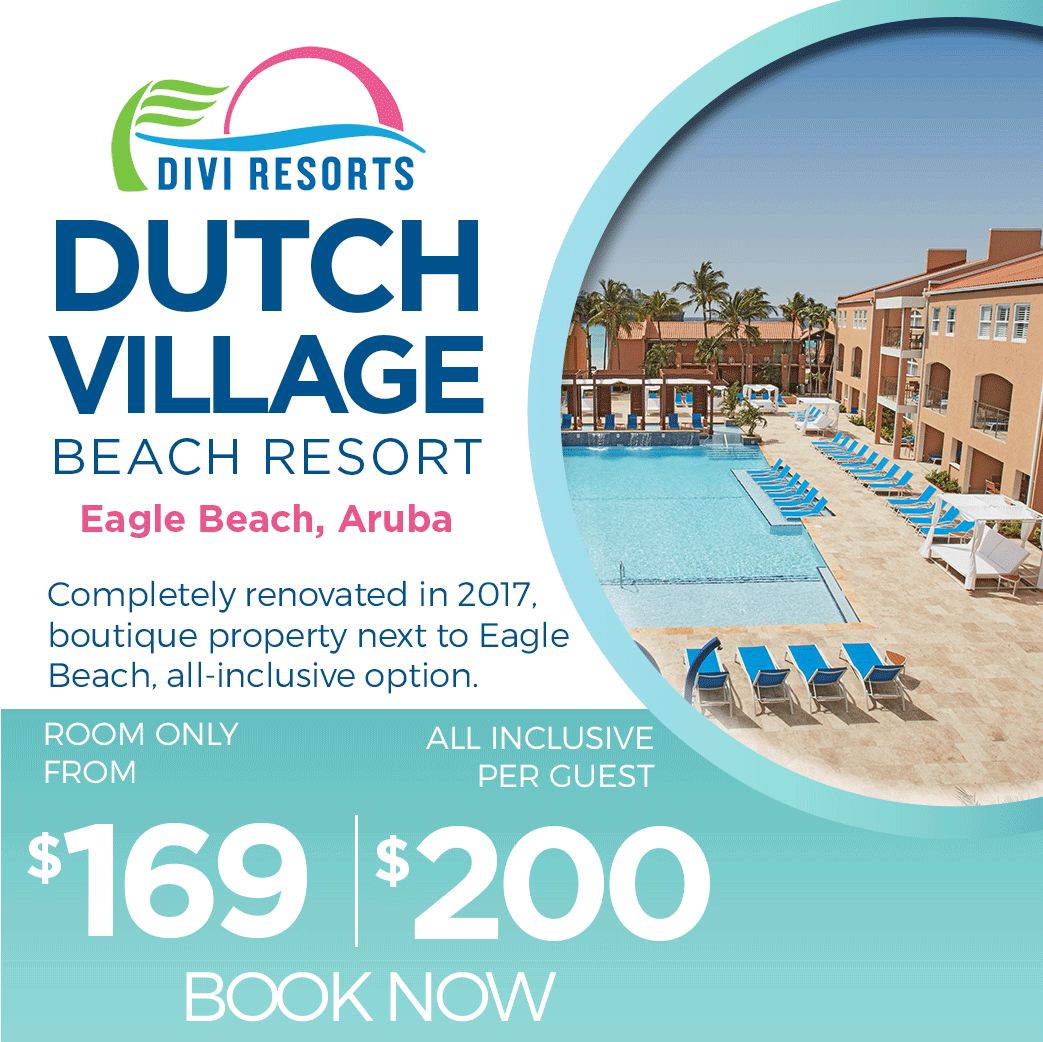 DIVI RESORTS
DUTCH
VILLAGE
BEACH RESORT
Eagle Beach, Aruba
Completely renovated in 2017,
boutique property next to Eagle
Beach, all-inclusive option.
ROOM ONLY
FROM
$169
ALL INCLUSIVE
PER GUEST
$200
BOOK NOW